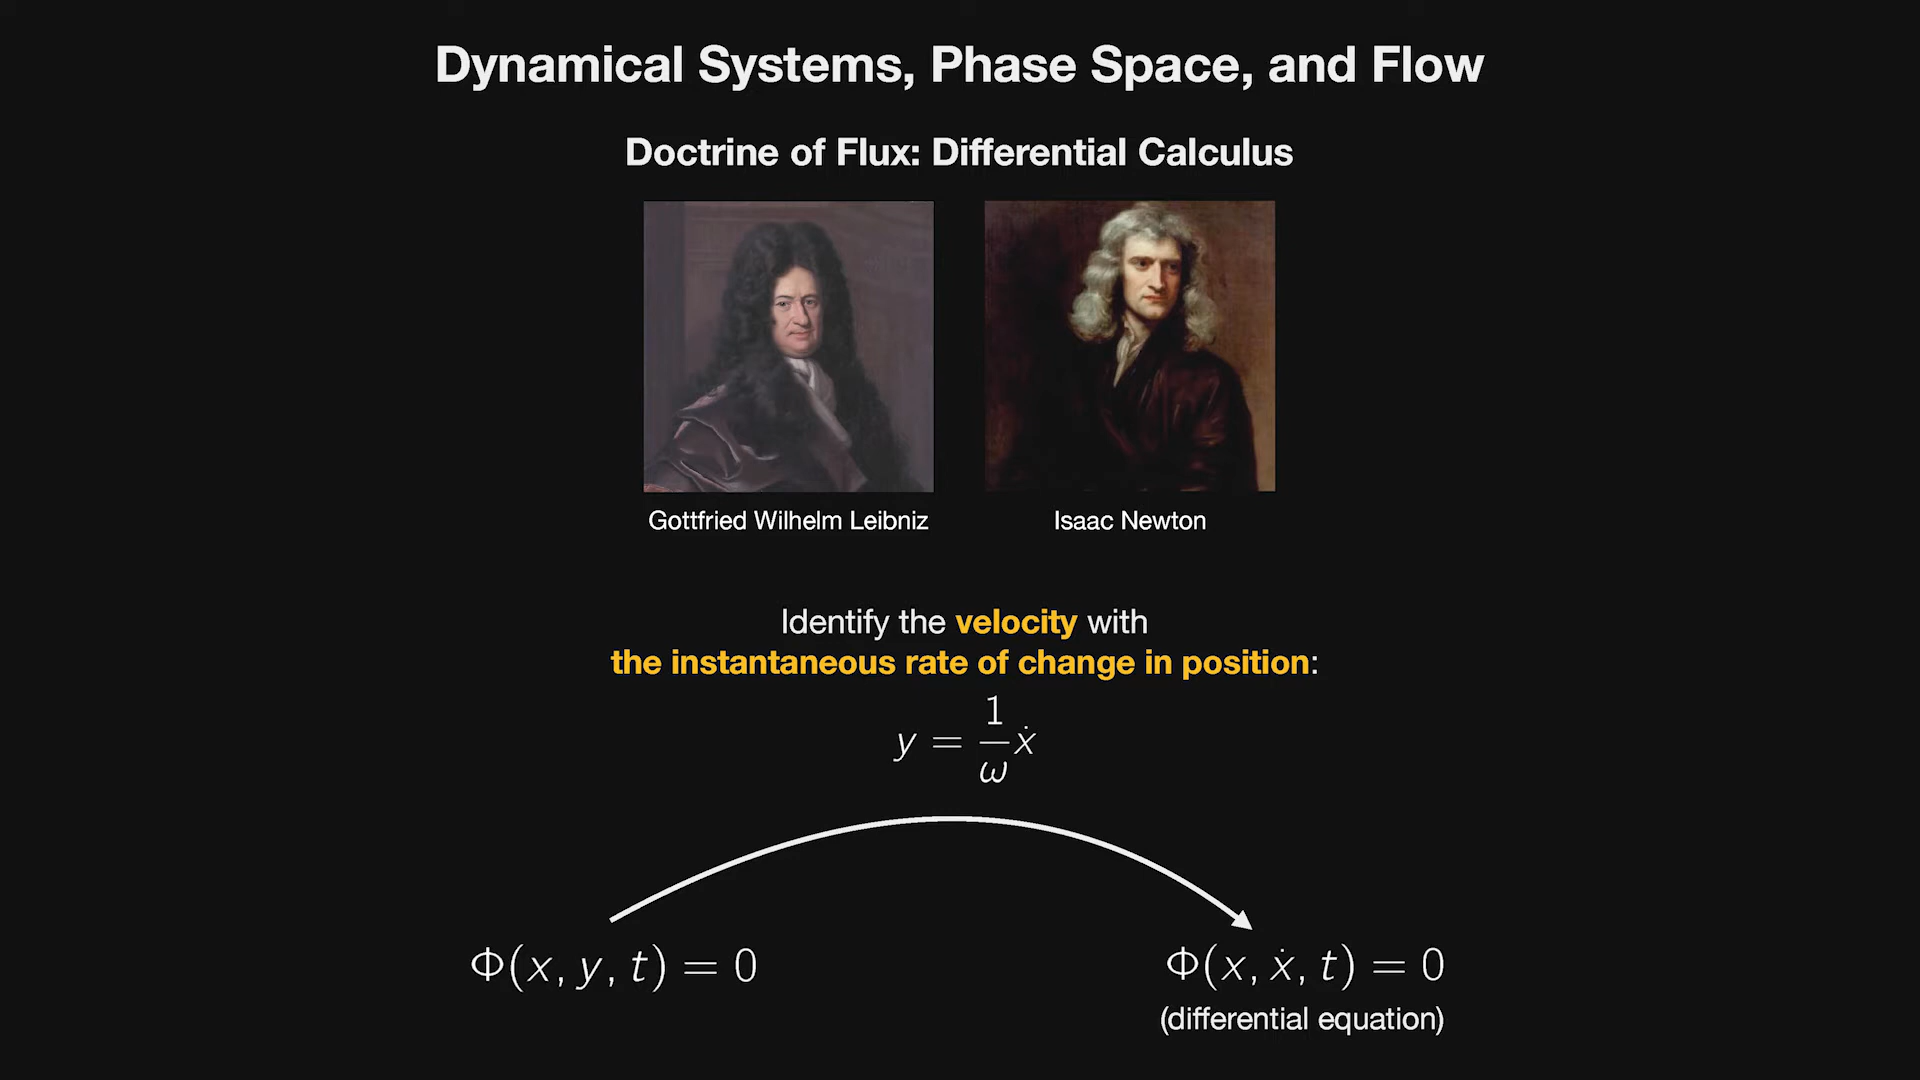 Dynamical Systems, Phase Space, and Flow
Doctrine of Flux: Differential Calculus
Gottfried Wilhelm Leibniz
Isaac Newton
Identify the velocity with
the instantaneous rate of change in position:
y = 1/ω ẋ
Φ(x, y, t) = 0
Φ(x, ẋ, t) = 0
(differential equation)